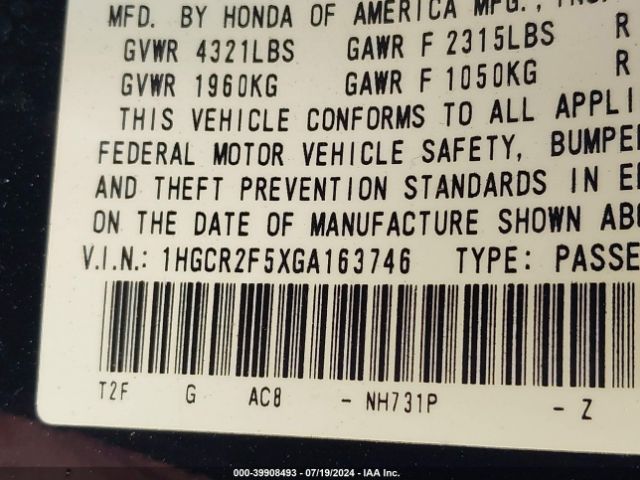 MFD. BY HONDA OF AMERICA MFG., INC.
GVWR 4321LBS GAWR F 2315LBS R
GVWR 1960KG GAWR F 1050KG R
THIS VEHICLE CONFORMS TO ALL APPLI
FEDERAL MOTOR VEHICLE SAFETY, BUMPE
AND THEFT PREVENTION STANDARDS IN E
ON THE DATE OF MANUFACTURE SHOWN AB
V.I.N.: 1HGCR2F5XGA163746 TYPE: PASSE
T2F G AC8 - NH731P - Z
000-39908493 - 07/19/2024 - IAA Inc.